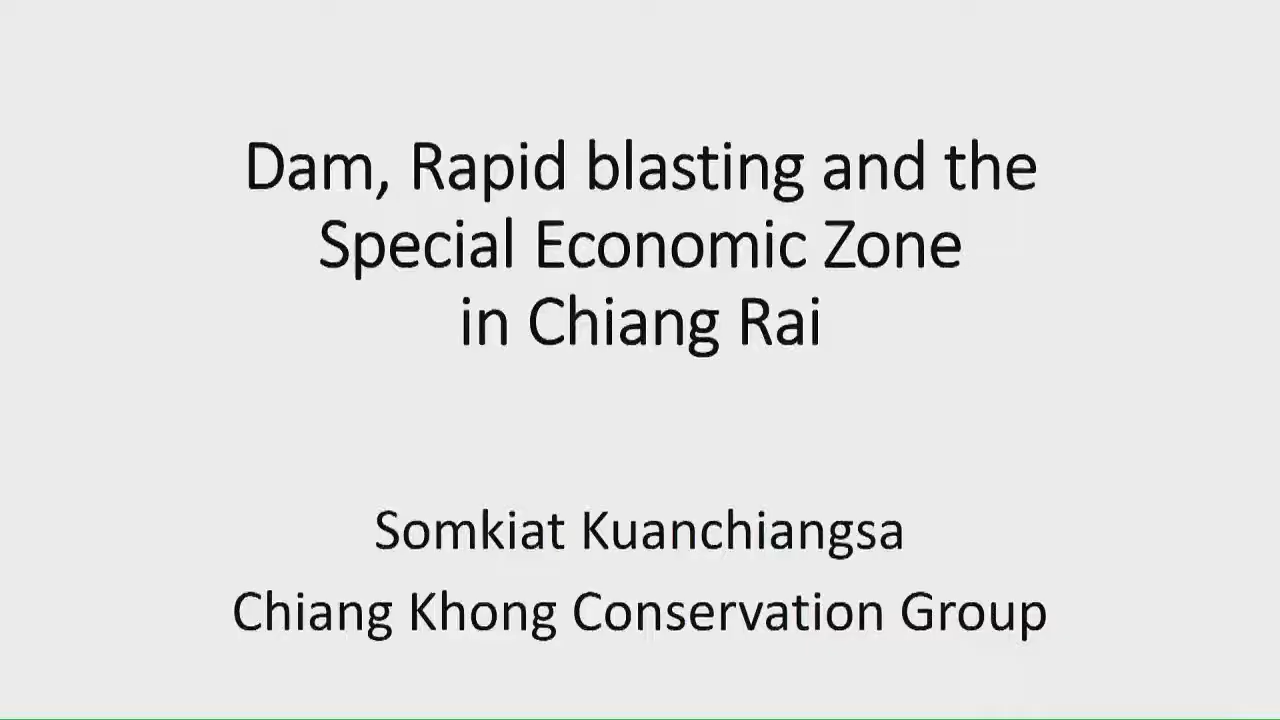 Dam, Rapid blasting and the
Special Economic Zone
in Chiang Rai
Somkiat Kuanchiangsa
Chiang Khong Conservation Group